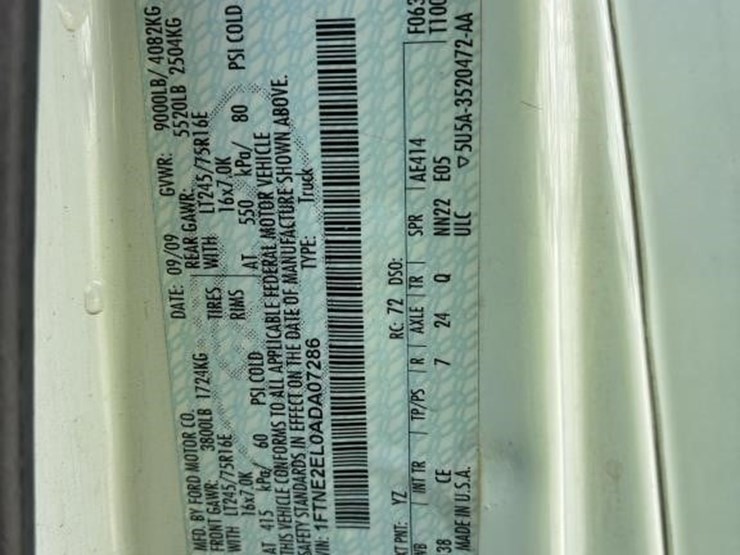 MFD. BY FORD MOTOR CO.
DATE: 09/09 GVWR: 9000LB/ 4082KG
FRONT GAWR: 3800LB 1724KG REAR GAWR: 5520LB 2504KG
WITH LT245/75R16E TIRES WITH LT245/75R16E
16x7.0K RIMS 16x7.0K
AT 415 kPa/ 60 PSI COLD AT 550 kPa/ 80 PSI COLD
THIS VEHICLE CONFORMS TO ALL APPLICABLE FEDERAL MOTOR VEHICLE
SAFETY STANDARDS IN EFFECT ON THE DATE OF MANUFACTURE SHOWN ABOVE.
VIN: 1FTNE2EL0ADA07286 TYPE: Truck
EXT PNT: YZ RC: 72 DSO: F063
WB INT TR TP/PS R AXLE TR SPR AE414 T100
138 CE 7 24 Q NN22 E05
MADE IN U.S.A. ULC ▽5U5A-3520472-AA